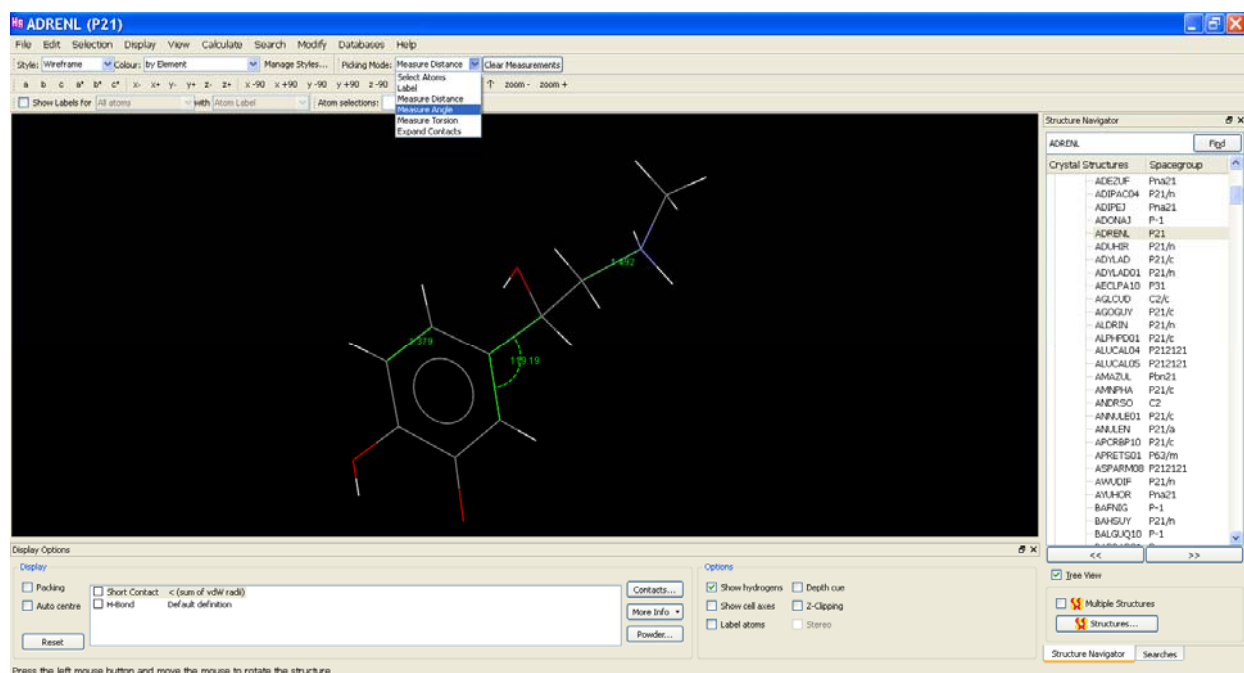 ADRENL (P21)
File Edit Selection Display View Calculate Search Modify Databases Help
Style: Wireframe Colour: by Element Manage Styles... Picking Mode: Measure Distance Clear Measurements
a b c a* b* c* x- x+ y- y+ z- z+ x-90 x+90 y-90 y+90 z-90 ↑ zoom- zoom+
Show Labels for All atoms with Atom Label Atom selections:
Select Atoms
Label
Measure Distance
Measure Angle
Measure Torsion
Expand Contacts
1.492
1.379
119.19
Structure Navigator
ADRENL Find
Crystal Structures Spacegroup
ADEZUF Pna21
ADIPAC04 P21/n
ADIPEJ Pna21
ADONAJ P-1
ADRENL P21
ADUHIR P21/n
ADYLAD P21/c
ADYLAD01 P21/n
AECLPA10 P31
AGLCUD C2/c
AGOGUY P21/c
ALDRIN P21/n
ALPHPD01 P21/c
ALUCAL04 P212121
ALUCAL05 P212121
AMAZUL Pbn21
AMNPHA P21/c
ANDRSO C2
ANNULE01 P21/c
ANULEN P21/a
APCRBP10 P21/c
APRETS01 P63/m
ASPARM08 P212121
AWUDIF P21/n
AYUHOR Pna21
BAFNIG P-1
BAHSUY P21/n
BALGUQ10 P-1
<< >>
Tree View
Multiple Structures
Structures...
Structure Navigator Searches
Display Options
Display
Packing
Auto centre
Reset
Short Contact < (sum of vdW radii)
H-Bond Default definition
Contacts...
More Info
Powder...
Options
Show hydrogens Depth cue
Show cell axes Z-Clipping
Label atoms Stereo
Press the left mouse button and move the mouse to rotate the structure